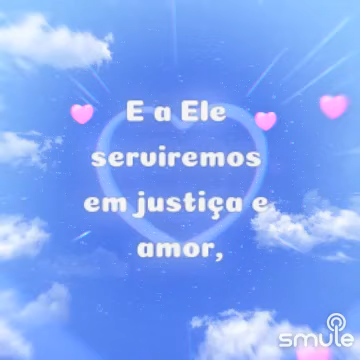 E a Ele
serviremos
em justiça e
amor,
smule